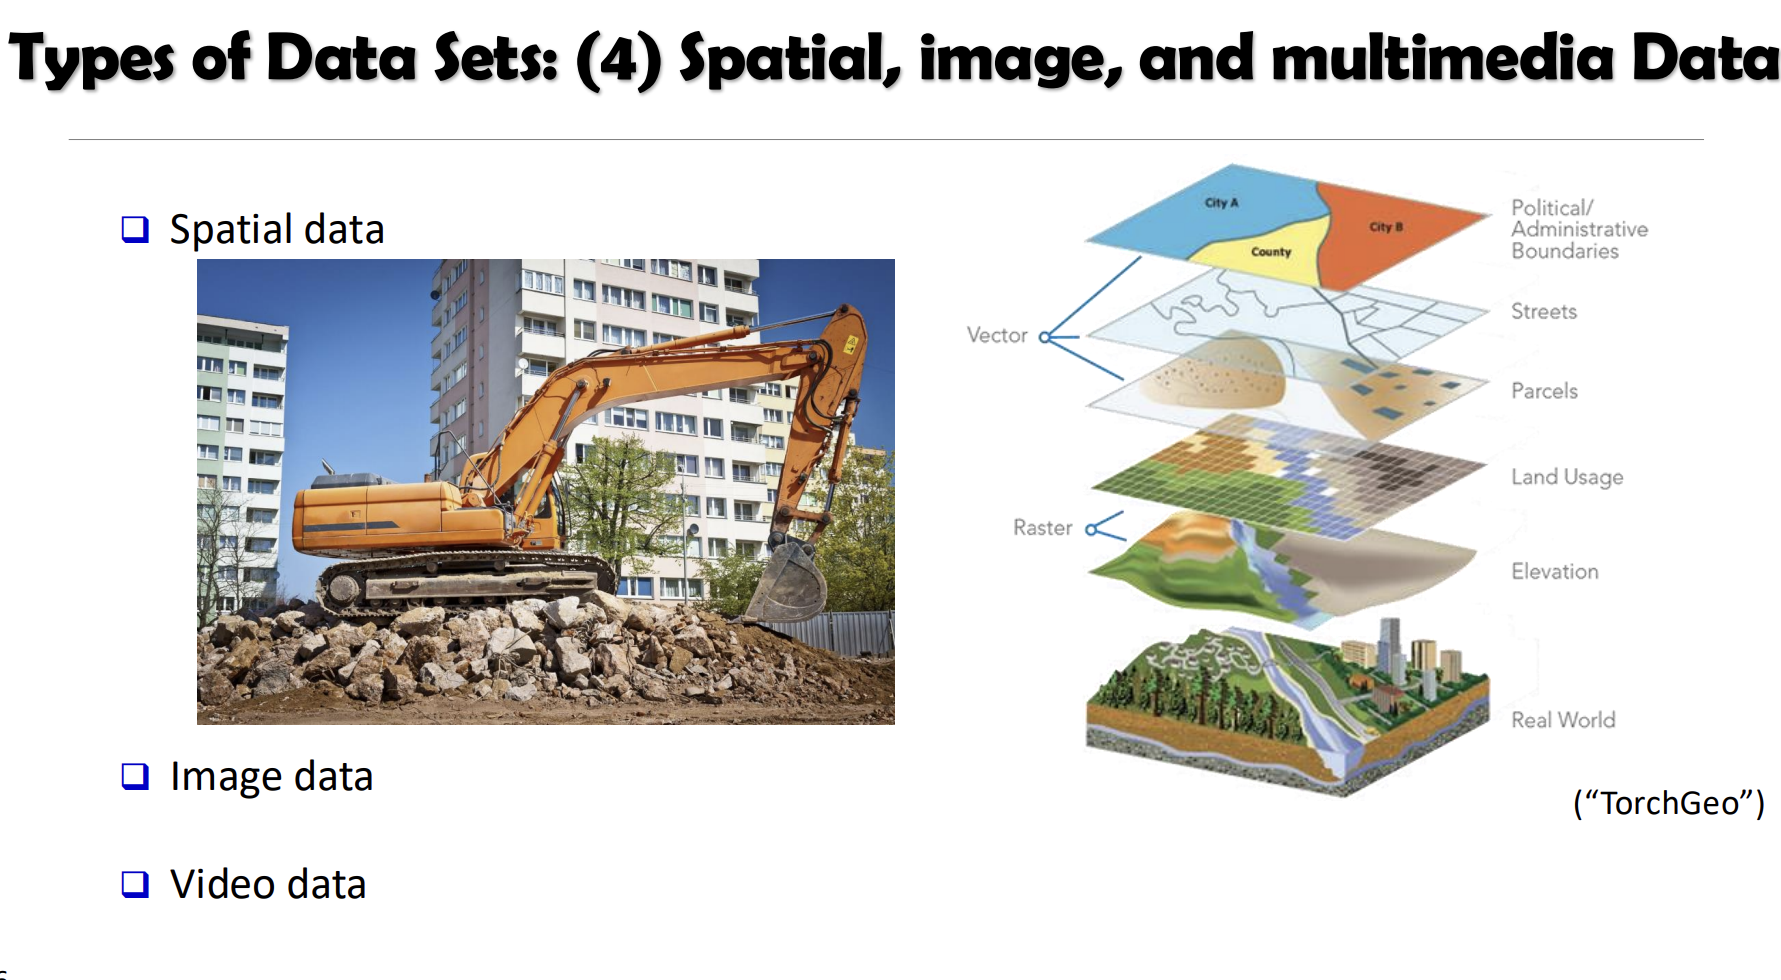 Types of Data Sets: (4) Spatial, image, and multimedia Data
Spatial data
Image data
Video data
City A
City B
County
Political/
Administrative
Boundaries
Streets
Vector
Parcels
Land Usage
Raster
Elevation
Real World
(“TorchGeo”)